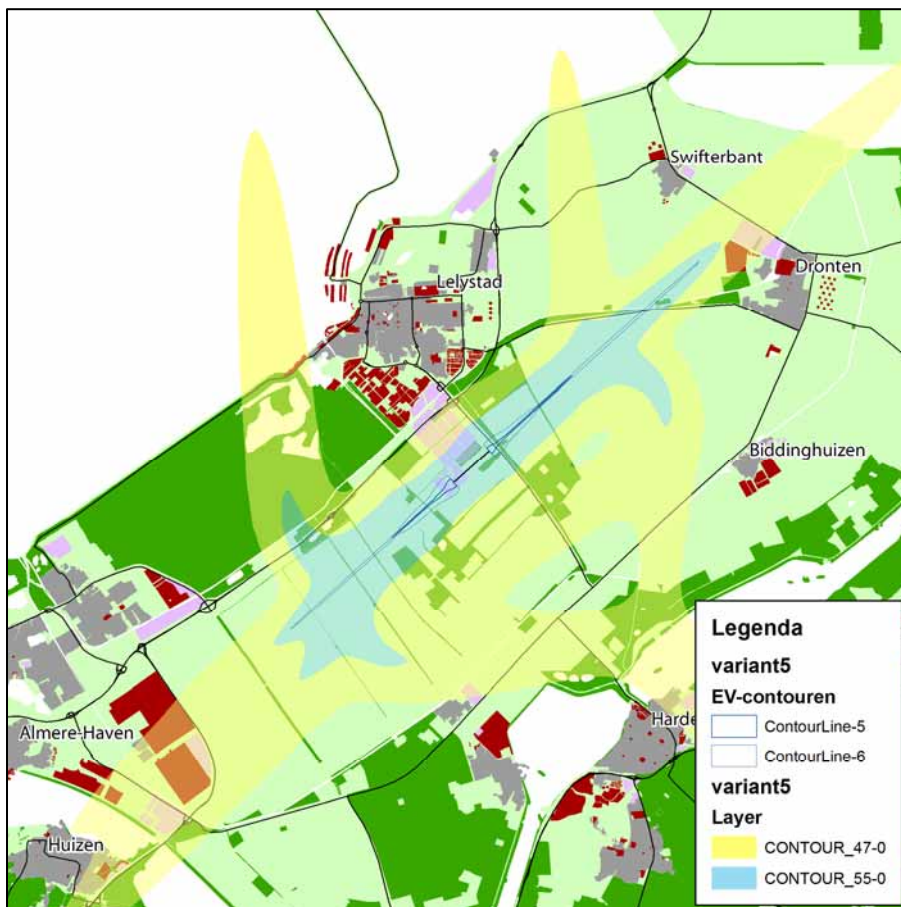 Swifterbant
Dronten
Lelystad
Biddinghuizen
Almere-Haven
Harde
Huizen
Legenda
variant5
EV-contouren
ContourLine-5
ContourLine-6
variant5
Layer
CONTOUR_47-0
CONTOUR_55-0